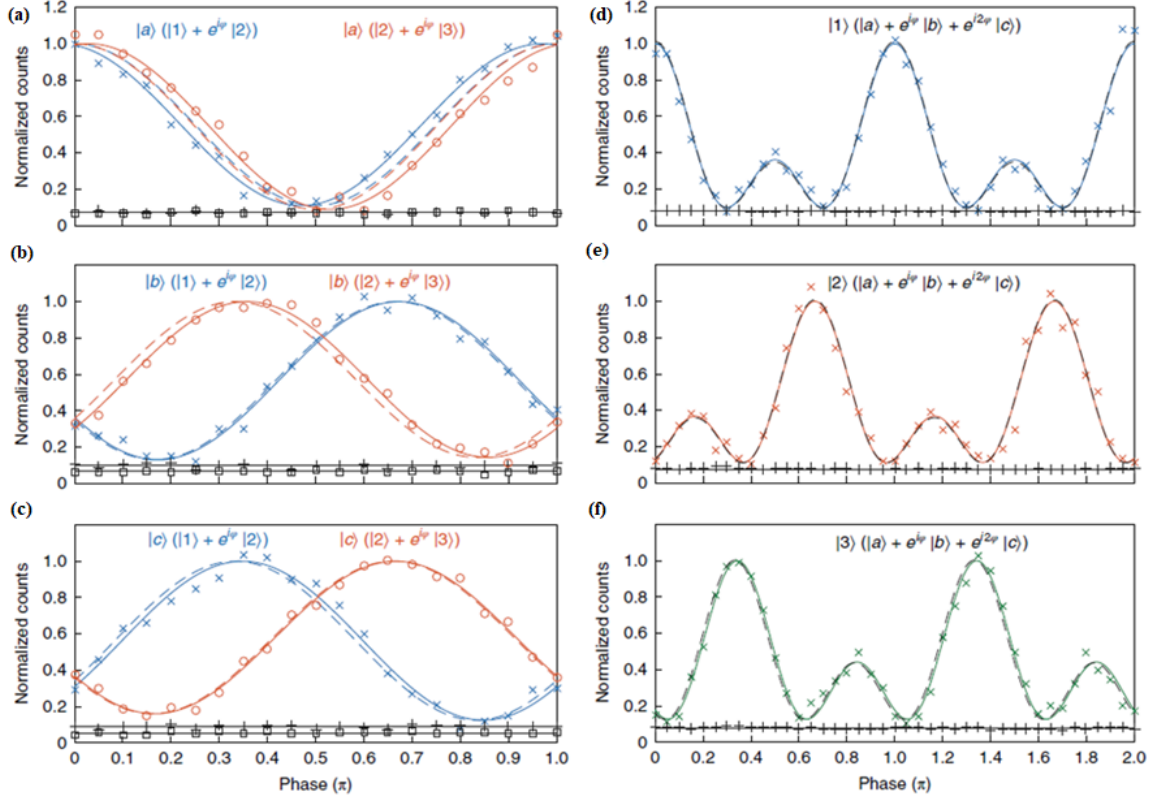 (a)
|a⟩ (|1⟩ + e^{iφ} |2⟩) |a⟩ (|2⟩ + e^{iφ} |3⟩)
Normalized counts
1.2
1.0
0.8
0.6
0.4
0.2
0
(b)
|b⟩ (|1⟩ + e^{iφ} |2⟩) |b⟩ (|2⟩ + e^{iφ} |3⟩)
Normalized counts
1.0
0.8
0.6
0.4
0.2
0
(c)
|c⟩ (|1⟩ + e^{iφ} |2⟩) |c⟩ (|2⟩ + e^{iφ} |3⟩)
Normalized counts
1.0
0.8
0.6
0.4
0.2
0
0 0.1 0.2 0.3 0.4 0.5 0.6 0.7 0.8 0.9 1.0
Phase (π)
(d)
|1⟩ (|a⟩ + e^{iφ} |b⟩ + e^{i2φ} |c⟩)
Normalized counts
1.2
1.0
0.8
0.6
0.4
0.2
0
(e)
|2⟩ (|a⟩ + e^{iφ} |b⟩ + e^{i2φ} |c⟩)
Normalized counts
1.0
0.8
0.6
0.4
0.2
0
(f)
|3⟩ (|a⟩ + e^{iφ} |b⟩ + e^{i2φ} |c⟩)
Normalized counts
1.0
0.8
0.6
0.4
0.2
0
0 0.2 0.4 0.6 0.8 1.0 1.2 1.4 1.6 1.8 2.0
Phase (π)